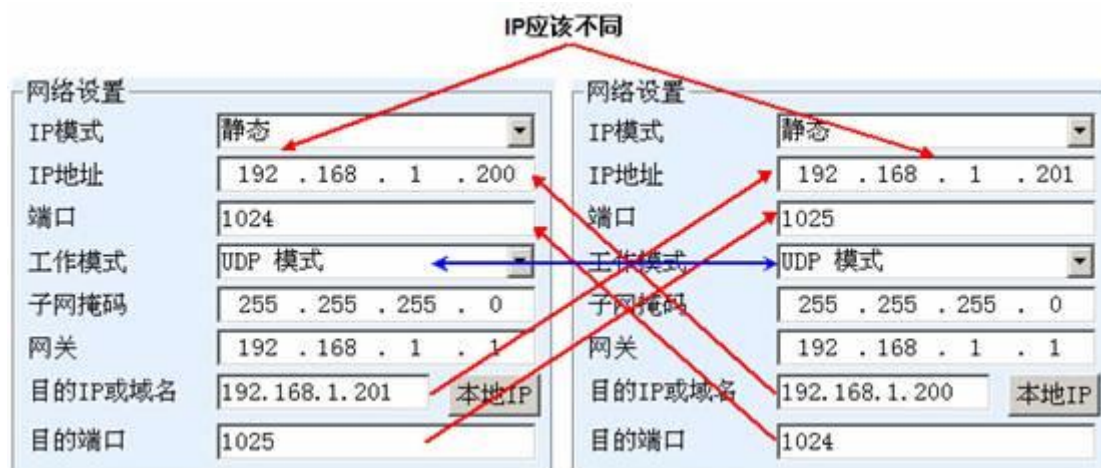 IP应该不同
网络设置
IP模式 静态
IP地址 192 . 168 . 1 . 200
端口 1024
工作模式 UDP 模式
子网掩码 255 . 255 . 255 . 0
网关 192 . 168 . 1 . 1
目的IP或域名 192.168.1.201 本地IP
目的端口 1025
网络设置
IP模式 静态
IP地址 192 . 168 . 1 . 201
端口 1025
工作模式 UDP 模式
子网掩码 255 . 255 . 255 . 0
网关 192 . 168 . 1 . 1
目的IP或域名 192.168.1.200 本地IP
目的端口 1024